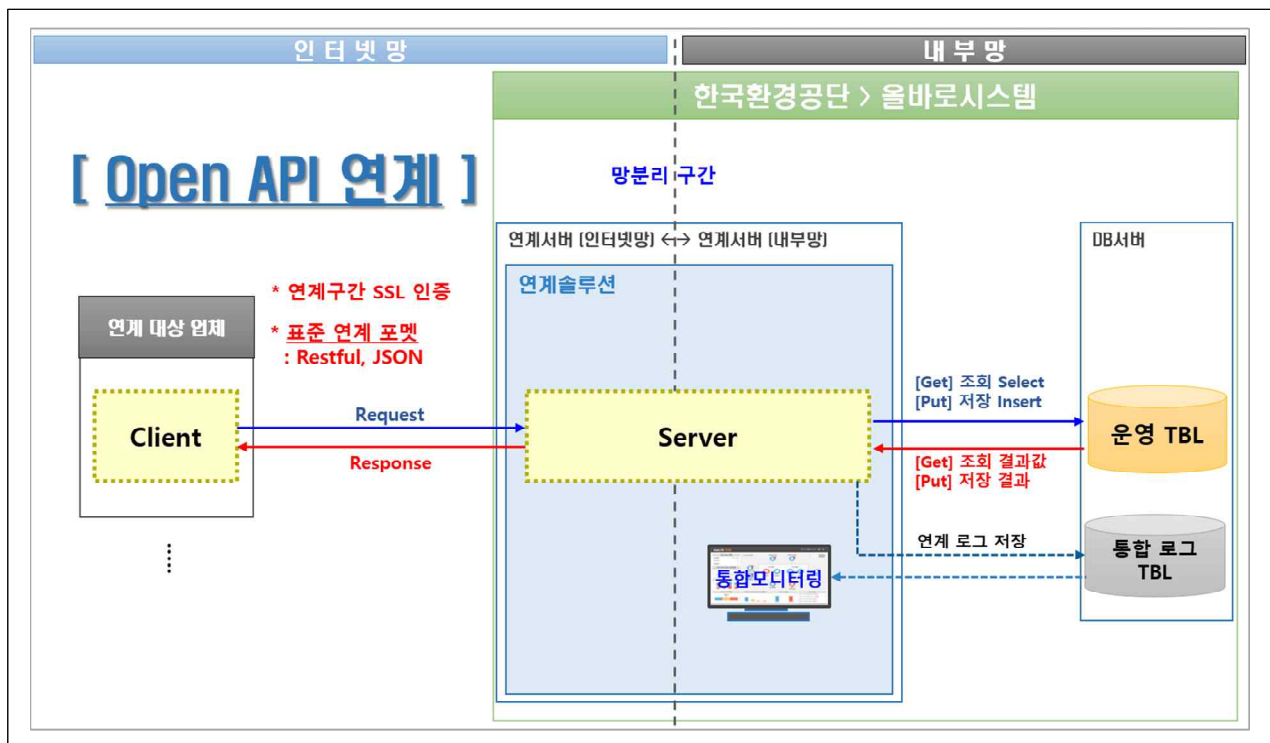 인 터 넷 망
내 부 망
한국환경공단 > 올바로시스템
[ Open API 연계 ]
망분리 구간
연계서버 (인터넷망) <-> 연계서버 (내부망)
DB서버
연계솔루션
* 연계구간 SSL 인증
연계 대상 업체
* 표준 연계 포멧
: Restful, JSON
[Get] 조회 Select
[Put] 저장 Insert
Client
Request
Server
운영 TBL
Response
[Get] 조회 결과값
[Put] 저장 결과
연계 로그 저장
통합 로그
TBL
통합모니터링